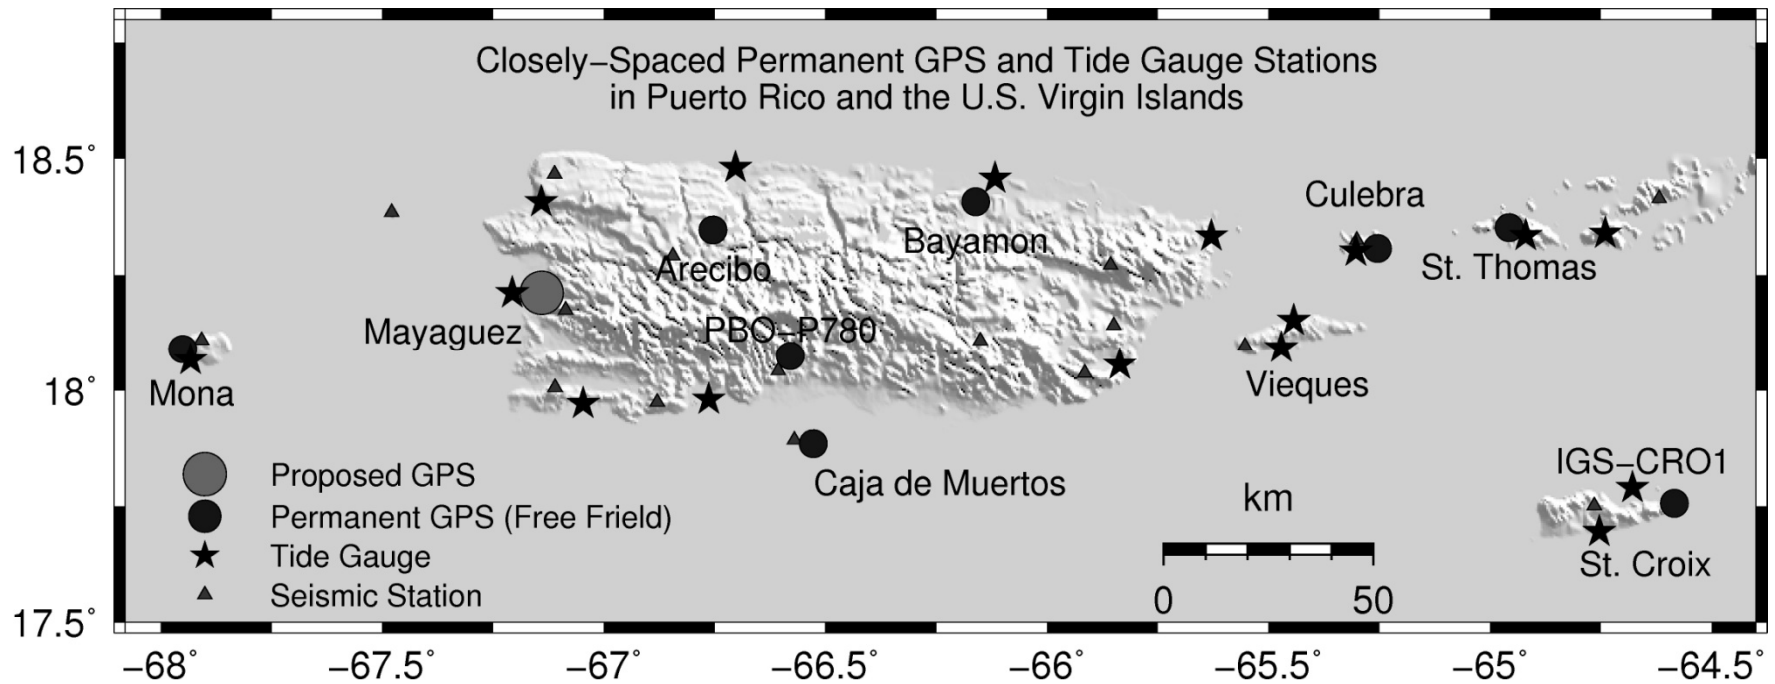 Closely-Spaced Permanent GPS and Tide Gauge Stations
in Puerto Rico and the U.S. Virgin Islands
18.5°
18°
17.5°
Culebra
Bayamon
Arecibo
St. Thomas
Mayaguez
PBO-P780
Mona
Vieques
Caja de Muertos
IGS-CRO1
St. Croix
Proposed GPS
Permanent GPS (Free Frield)
Tide Gauge
Seismic Station
km
0 50
-68° -67.5° -67° -66.5° -66° -65.5° -65° -64.5°